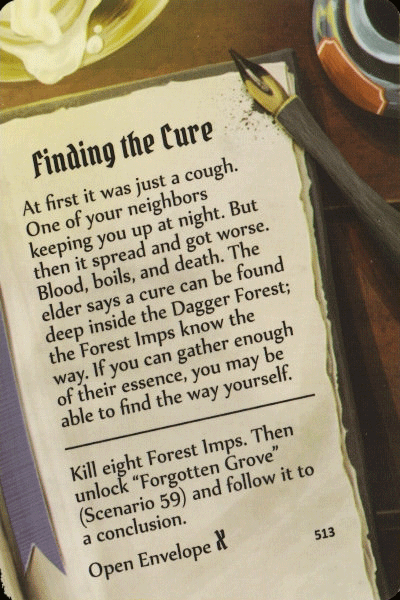 Finding the Cure
At first it was just a cough.
One of your neighbors
keeping you up at night. But
then it spread and got worse.
Blood, boils, and death. The
elder says a cure can be found
deep inside the Dagger Forest;
the Forest Imps know the
way. If you can gather enough
of their essence, you may be
able to find the way yourself.
Kill eight Forest Imps. Then
unlock “Forgotten Grove”
(Scenario 59) and follow it to
a conclusion.
Open Envelope X
513